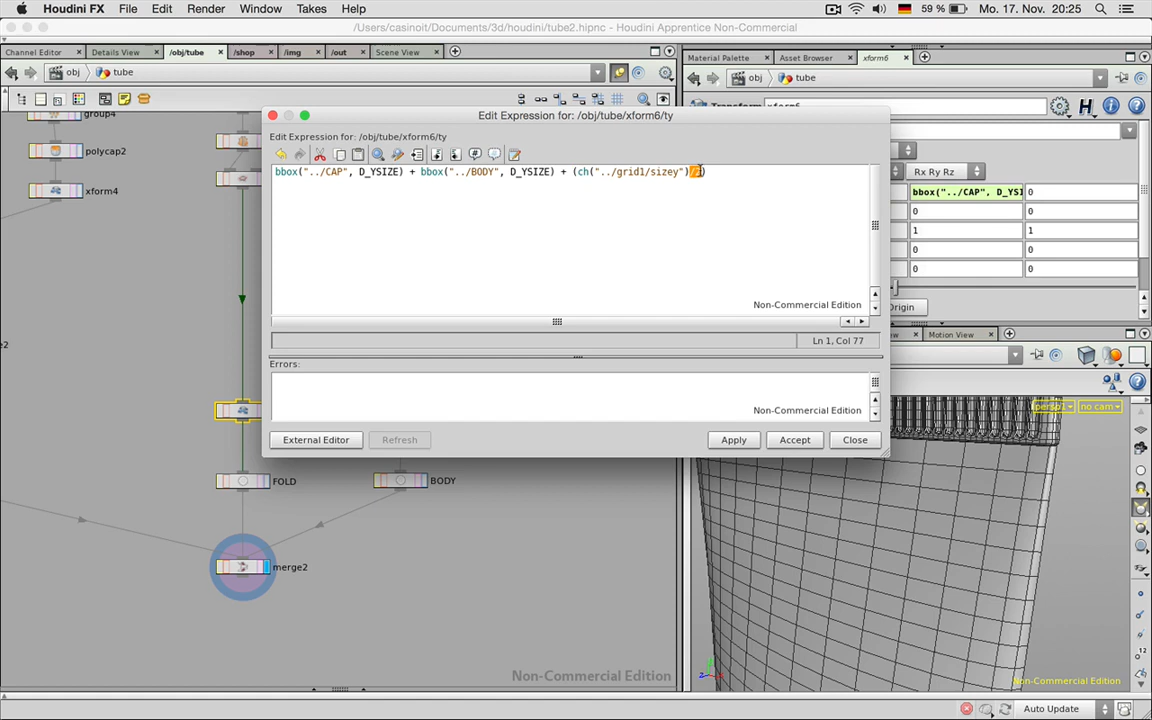 Houdini FX File Edit Render Window Takes Help 59 % Mo. 17. Nov. 20:25
/Users/casinoit/Documents/3d/houdini/tube2.hipnc - Houdini Apprentice Non-Commercial
Channel Editor Details View /obj/tube /shop /img /out Scene View
Material Palette Asset Browser xform6
obj tube
obj tube
Transform xform6
group4
Edit Expression for: /obj/tube/xform6/ty
Edit Expression for: /obj/tube/xform6/ty
polycap2
bbox("../CAP", D_YSIZE) + bbox("../BODY", D_YSIZE) + (ch("../grid1/sizey")
Rx Ry Rz
xform4
bbox("../CAP", D_YSI 0
0 0
1 1
0 0
0 0
Non-Commercial Edition
Origin
Ln 1, Col 77
Motion View
Errors:
Non-Commercial Edition
persp1 no cam
External Editor Refresh Apply Accept Close
FOLD BODY
merge2
Non-Commercial Edition
Non-Commercial Edition
Auto Update